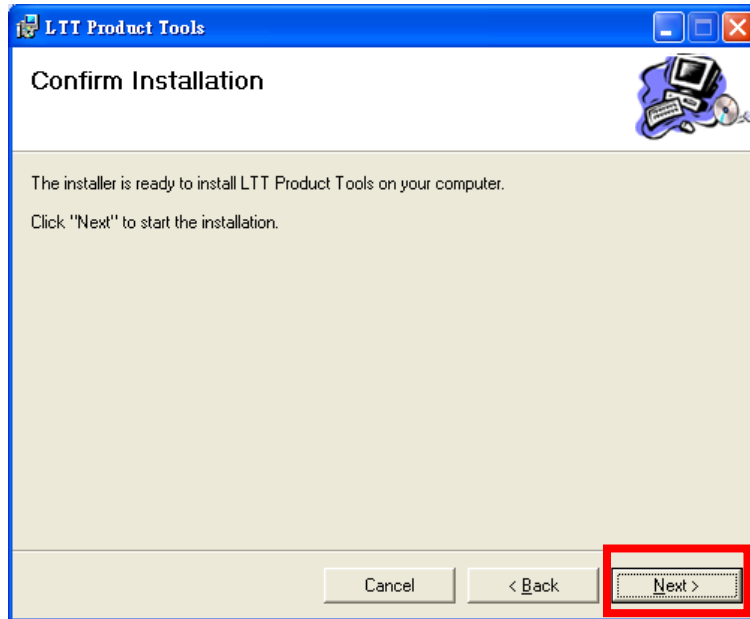 LTT Product Tools
Confirm Installation
The installer is ready to install LTT Product Tools on your computer.
Click "Next" to start the installation.
Cancel
< Back
Next >